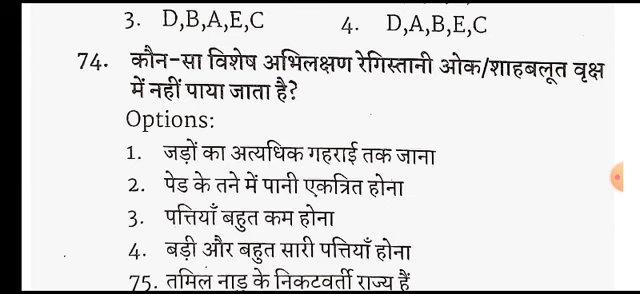 3. D,B,A,E,C 4. D,A,B,E,C
74. कौन-सा विशेष अभिलक्षण रेगिस्तानी ओक/शाहबलूत वृक्ष
में नहीं पाया जाता है?
Options:
1. जड़ों का अत्यधिक गहराई तक जाना
2. पेड के तने में पानी एकत्रित होना
3. पत्तियाँ बहुत कम होना
4. बड़ी और बहुत सारी पत्तियाँ होना
75. तमिल नाडु के निकटवर्ती राज्य हैं